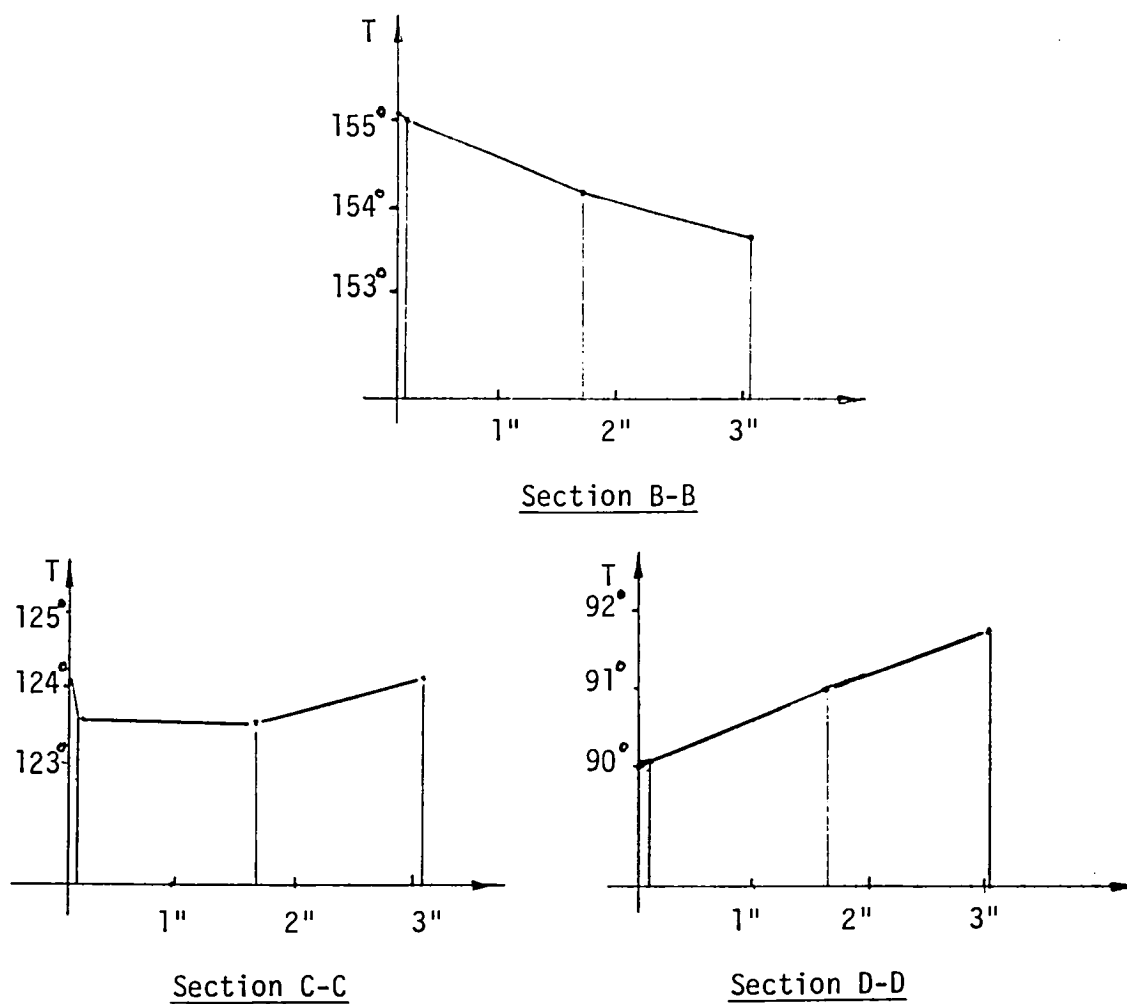 T
155°
154°
153°
1" 2" 3"
Section B-B
T
125°
124°
123°
1" 2" 3"
Section C-C
T
92°
91°
90°
1" 2" 3"
Section D-D